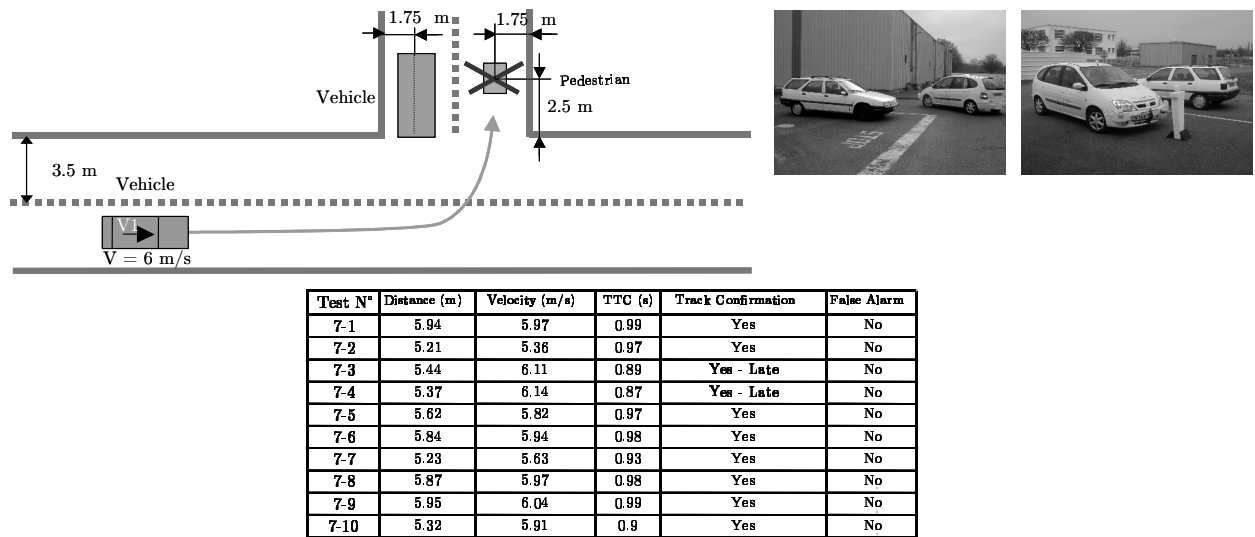 1.75 m
1.75 m
Pedestrian
Vehicle
2.5 m
3.5 m
Vehicle
V1
V = 6 m/s
STOP
Test N° Distance (m) Velocity (m/s) TTC (s) Track Confirmation False Alarm
7-1 5.94 5.97 0.99 Yes No
7-2 5.21 5.36 0.97 Yes No
7-3 5.44 6.11 0.89 Yes - Late No
7-4 5.37 6.14 0.87 Yes - Late No
7-5 5.62 5.82 0.97 Yes No
7-6 5.84 5.94 0.98 Yes No
7-7 5.23 5.63 0.93 Yes No
7-8 5.87 5.97 0.98 Yes No
7-9 5.95 6.04 0.99 Yes No
7-10 5.32 5.91 0.9 Yes No